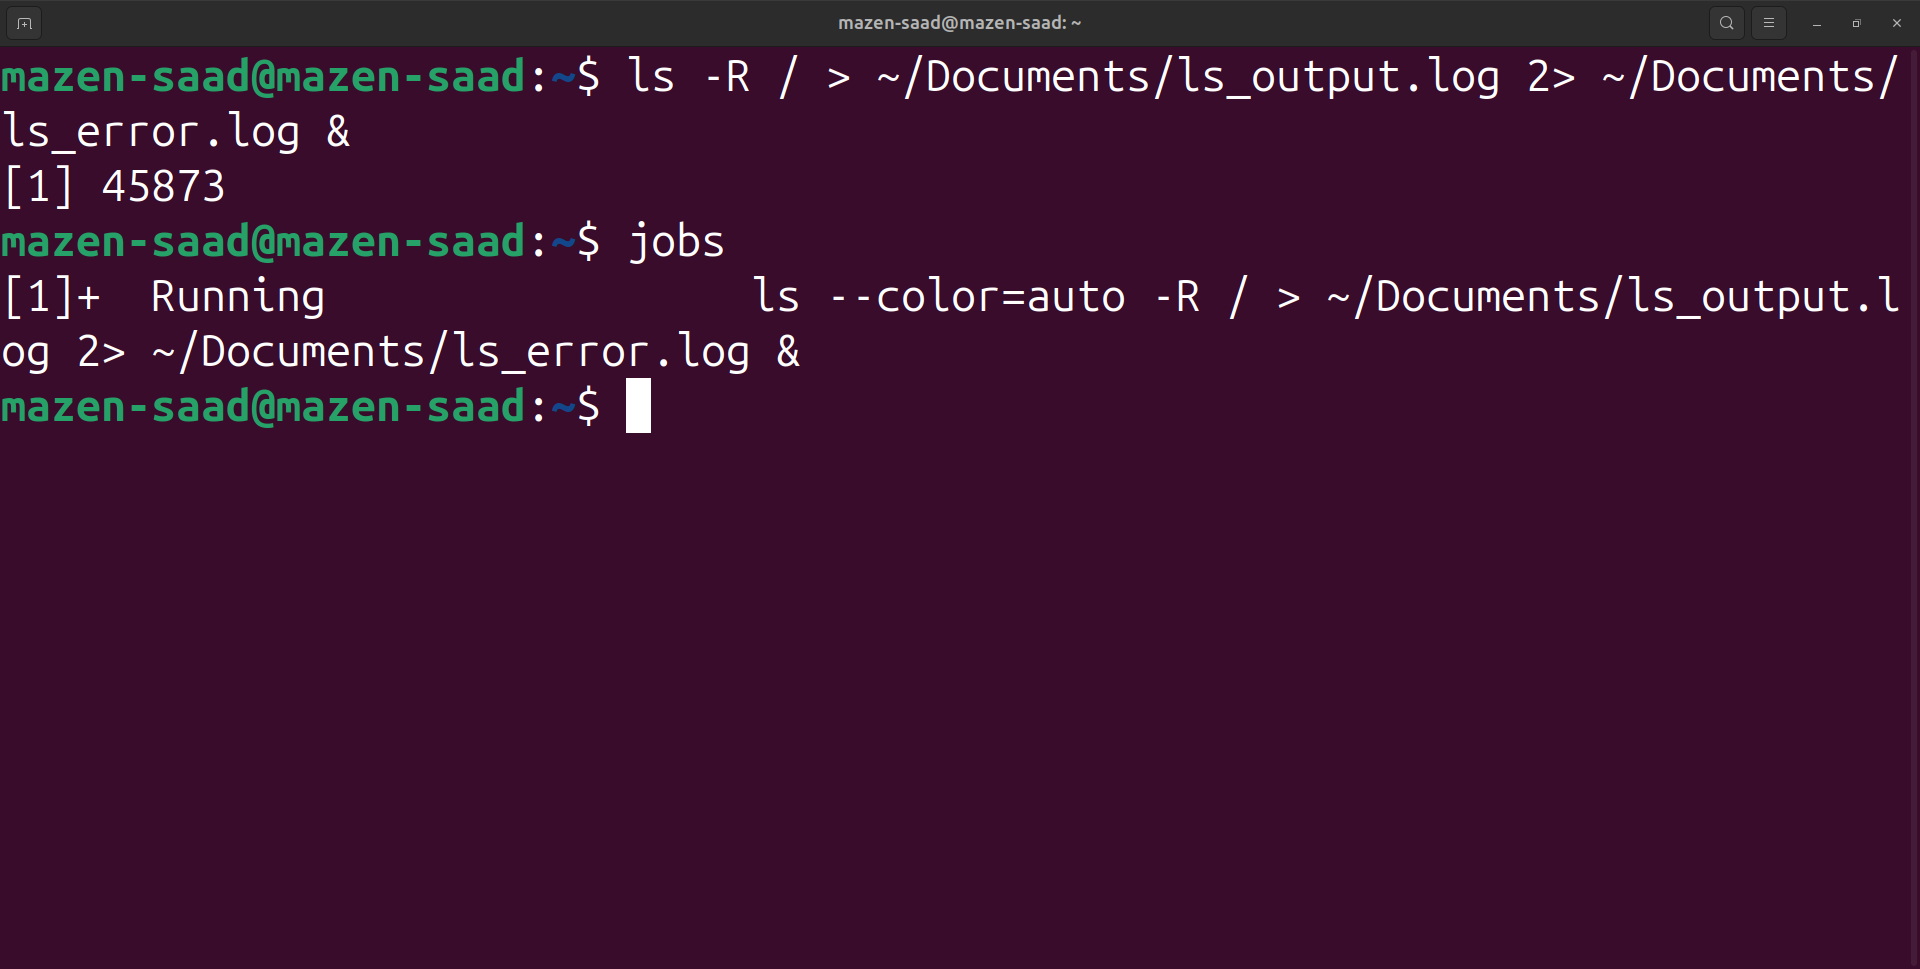 mazen-saad@mazen-saad: ~
mazen-saad@mazen-saad:~$ ls -R / > ~/Documents/ls_output.log 2> ~/Documents/
ls_error.log &
[1] 45873
mazen-saad@mazen-saad:~$ jobs
[1]+  Running                 ls --color=auto -R / > ~/Documents/ls_output.l
og 2> ~/Documents/ls_error.log &
mazen-saad@mazen-saad:~$